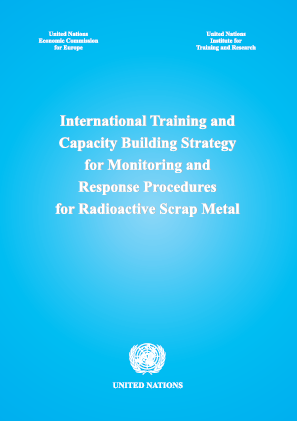 United Nations
Economic Commission
for Europe
United Nations
Institute for
Training and Research
International Training and
Capacity Building Strategy
for Monitoring and
Response Procedures
for Radioactive Scrap Metal
UNITED NATIONS